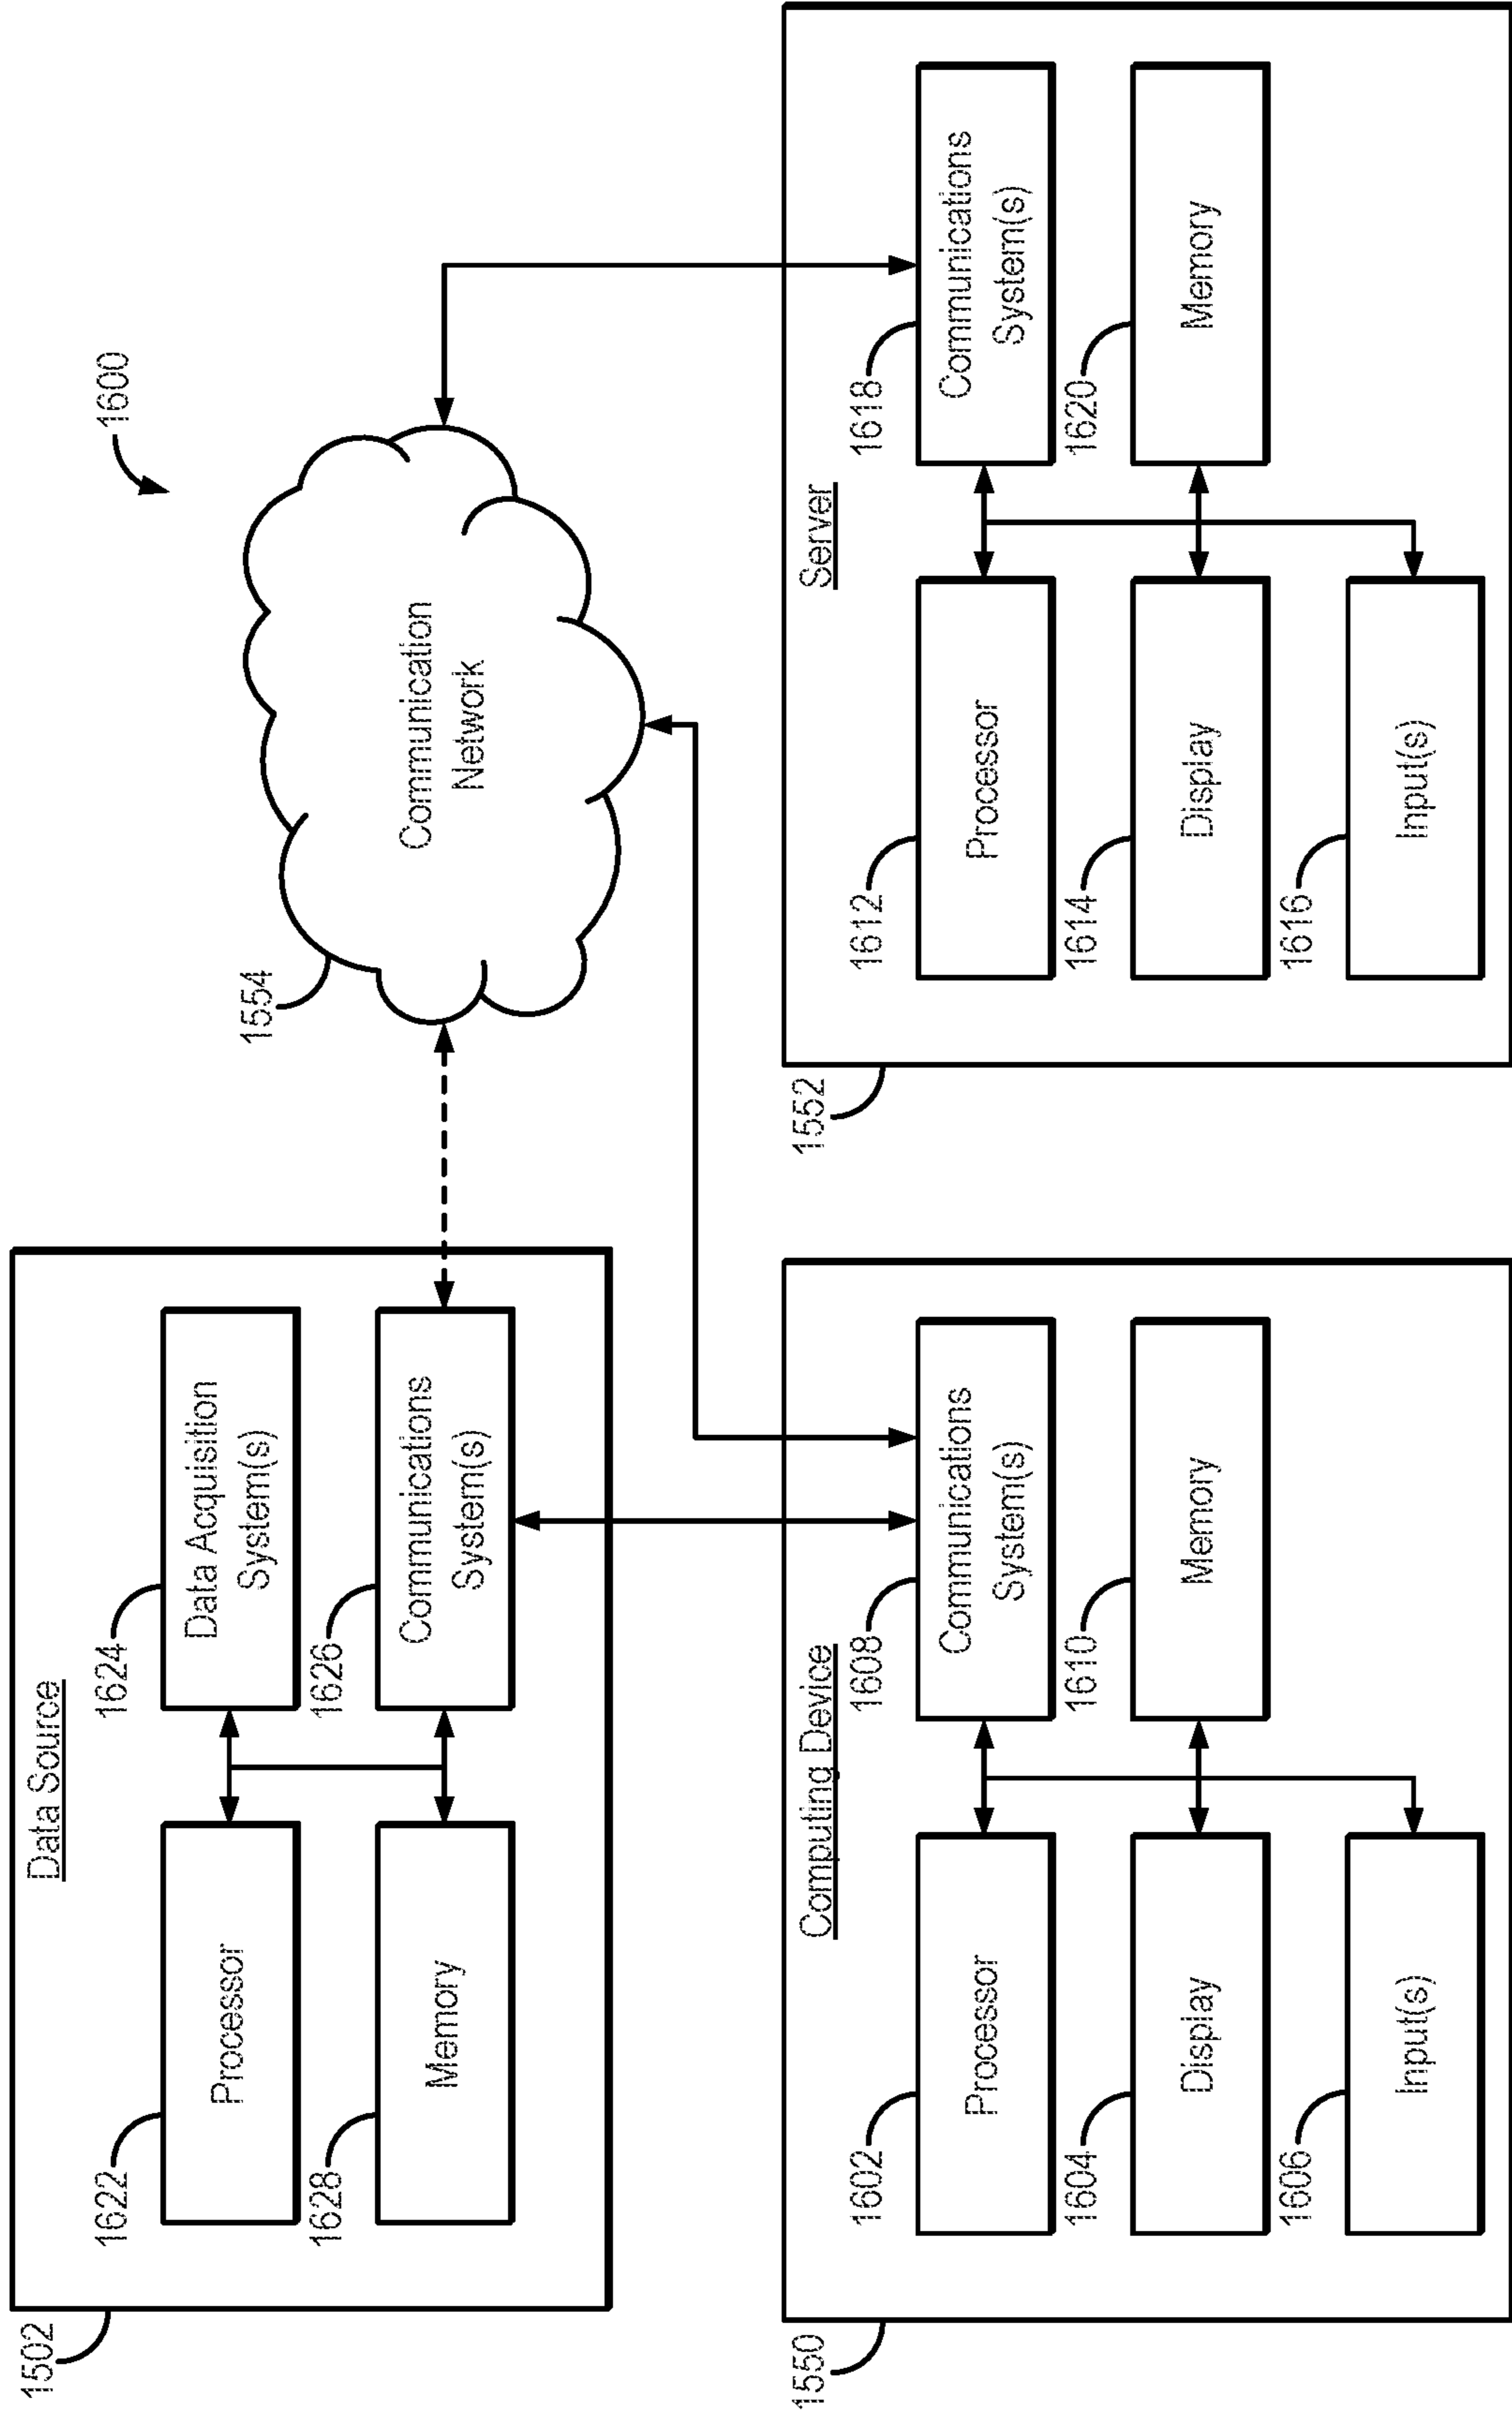 1600
1502
Data Source
1622
Processor
1624
Data Acquisition
System(s)
1628
Memory
1626
Communications
System(s)
1554
Communication
Network
1550
Computing Device
1602
Processor
1608
Communications
System(s)
1604
Display
1610
Memory
1606
Input(s)
1552
Server
1612
Processor
1618
Communications
System(s)
1614
Display
1620
Memory
1616
Input(s)